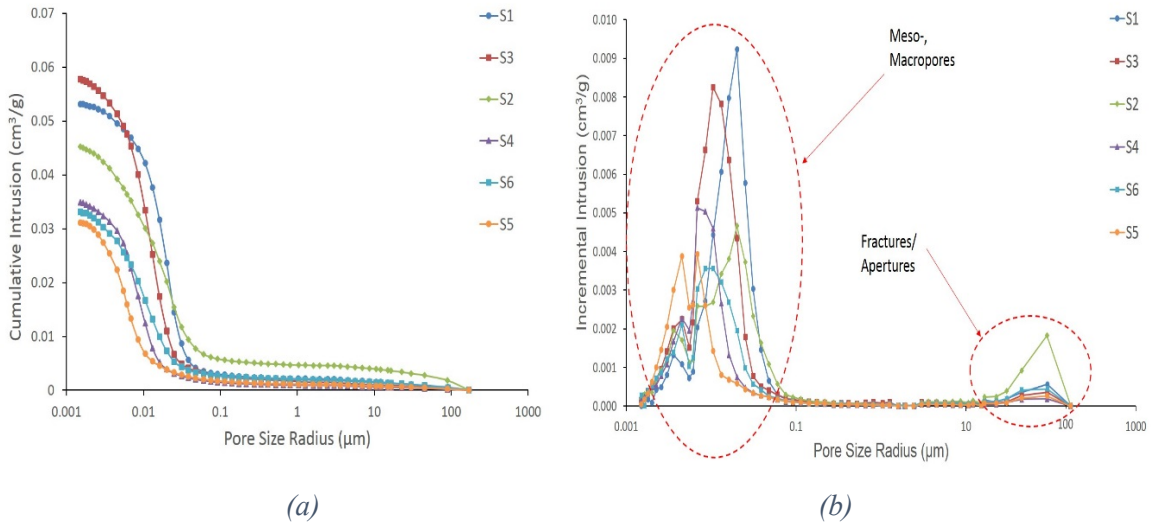 (a)
0.07
0.06
0.05
0.04
0.03
0.02
0.01
0
Cumulative Intrusion (cm³/g)
0.001 0.01 0.1 1 10 100 1000
Pore Size Radius (µm)
S1
S3
S2
S4
S6
S5
(a)
(b)
0.010
0.009
0.008
0.007
0.006
0.005
0.004
0.003
0.002
0.001
0.000
Incremental Intrusion (cm³/g)
0.001 0.1 10 100 1000
Pore Size Radius (µm)
Meso-,
Macropores
Fractures/
Apertures
S1
S3
S2
S4
S6
S5
(b)